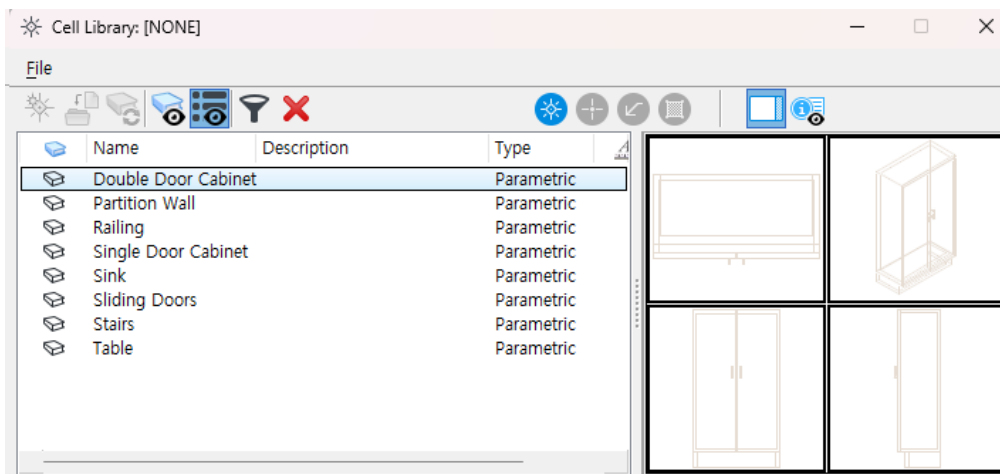 Cell Library: [NONE]
File
Name Description Type
Double Door Cabinet Parametric
Partition Wall Parametric
Railing Parametric
Single Door Cabinet Parametric
Sink Parametric
Sliding Doors Parametric
Stairs Parametric
Table Parametric